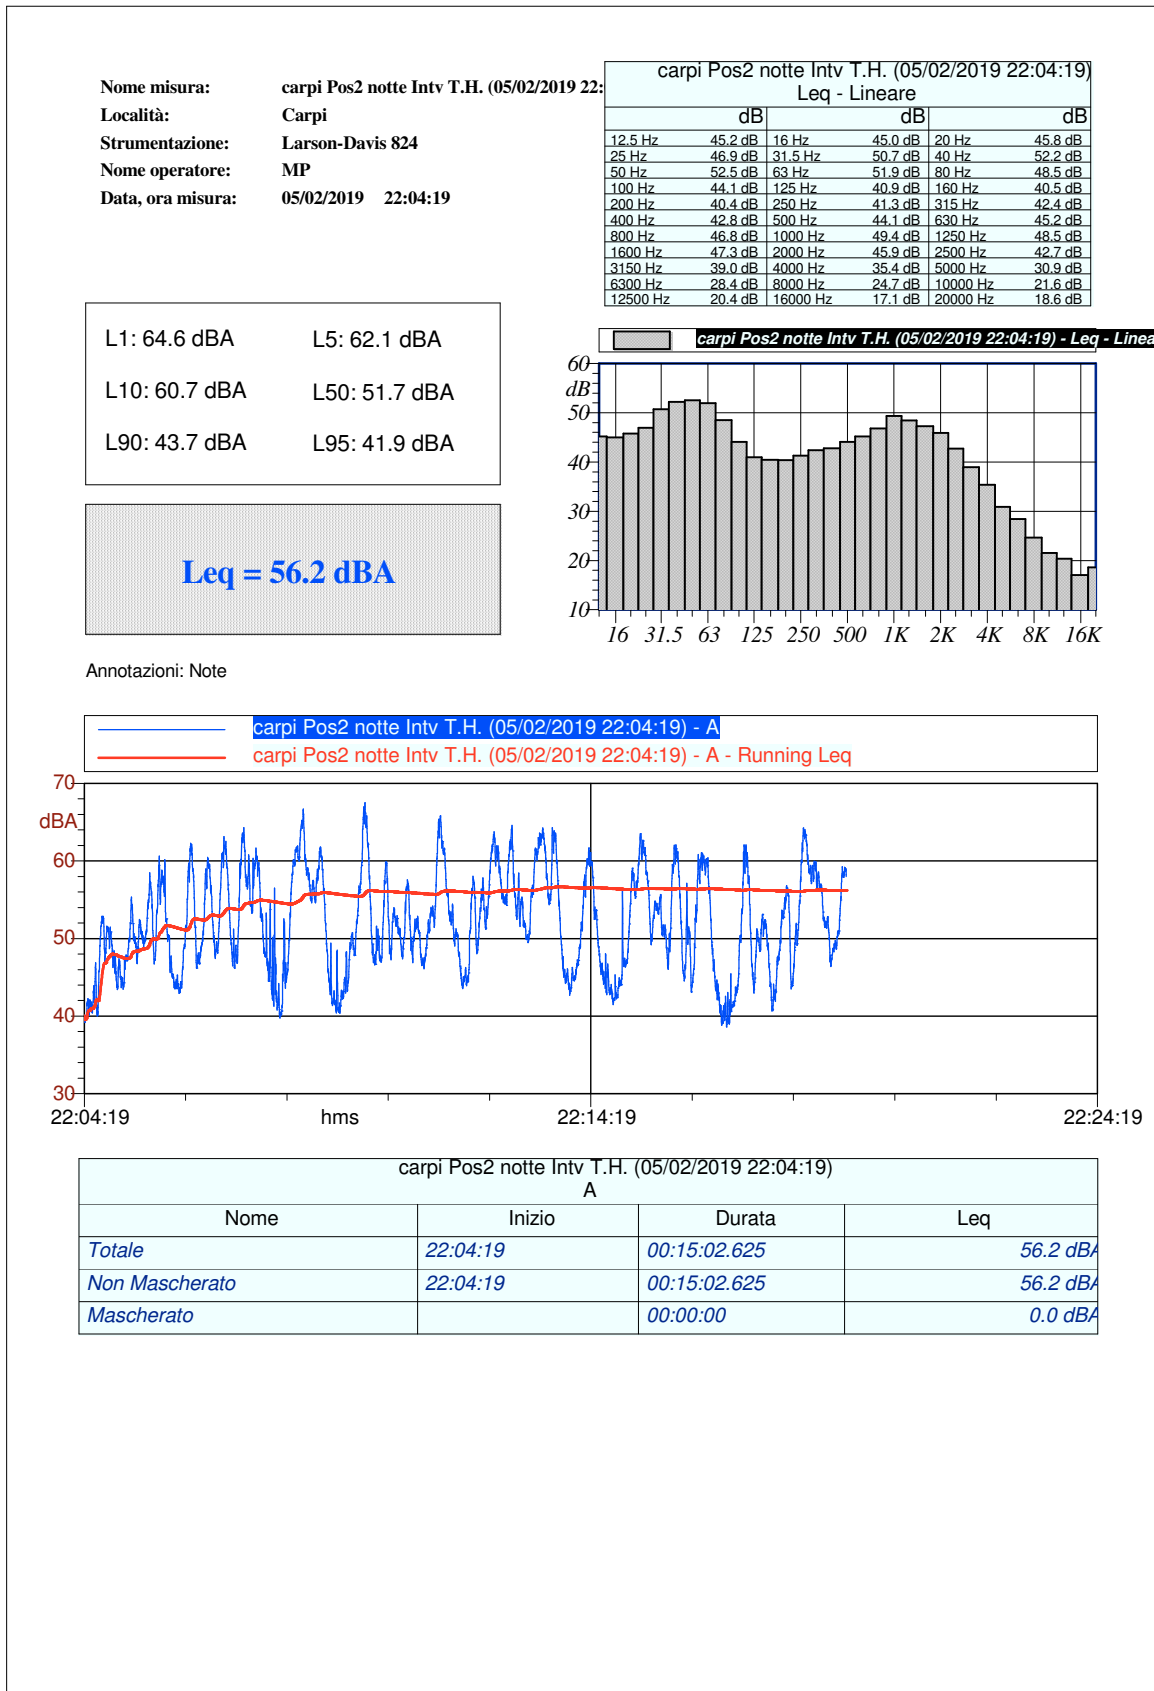 Nome misura: carpi Pos2 notte Intv T.H. (05/02/2019 22:
Località: Carpi
Strumentazione: Larson-Davis 824
Nome operatore: MP
Data, ora misura: 05/02/2019 22:04:19
carpi Pos2 notte Intv T.H. (05/02/2019 22:04:19)
Leq - Lineare
dB dB dB
12.5 Hz 45.2 dB 16 Hz 45.0 dB 20 Hz 45.8 dB
25 Hz 46.9 dB 31.5 Hz 50.7 dB 40 Hz 52.2 dB
50 Hz 52.5 dB 63 Hz 51.9 dB 80 Hz 48.5 dB
100 Hz 44.1 dB 125 Hz 40.9 dB 160 Hz 40.5 dB
200 Hz 40.4 dB 250 Hz 41.3 dB 315 Hz 42.4 dB
400 Hz 42.8 dB 500 Hz 44.1 dB 630 Hz 45.2 dB
800 Hz 46.8 dB 1000 Hz 49.4 dB 1250 Hz 48.5 dB
1600 Hz 47.3 dB 2000 Hz 45.9 dB 2500 Hz 42.7 dB
3150 Hz 39.0 dB 4000 Hz 35.4 dB 5000 Hz 30.9 dB
6300 Hz 28.4 dB 8000 Hz 24.7 dB 10000 Hz 21.6 dB
12500 Hz 20.4 dB 16000 Hz 17.1 dB 20000 Hz 18.6 dB
L1: 64.6 dBA L5: 62.1 dBA
L10: 60.7 dBA L50: 51.7 dBA
L90: 43.7 dBA L95: 41.9 dBA
Leq = 56.2 dBA
carpi Pos2 notte Intv T.H. (05/02/2019 22:04:19) - Leq - Linea
60
dB
50
40
30
20
10
16 31.5 63 125 250 500 1K 2K 4K 8K 16K
Annotazioni: Note
carpi Pos2 notte Intv T.H. (05/02/2019 22:04:19) - A
carpi Pos2 notte Intv T.H. (05/02/2019 22:04:19) - A - Running Leq
70
dBA
60
50
40
30
22:04:19 hms 22:14:19 22:24:19
carpi Pos2 notte Intv T.H. (05/02/2019 22:04:19)
A
Nome Inizio Durata Leq
Totale 22:04:19 00:15:02.625 56.2 dBA
Non Mascherato 22:04:19 00:15:02.625 56.2 dBA
Mascherato 00:00:00 0.0 dBA